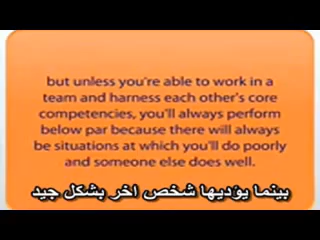 but unless you're able to work in a
team and harness each other's core
competencies, you'll always perform
below par because there will always
be situations at which you'll do poorly
and someone else does well.
بينما يؤديها شخص اخر بشكل جيد